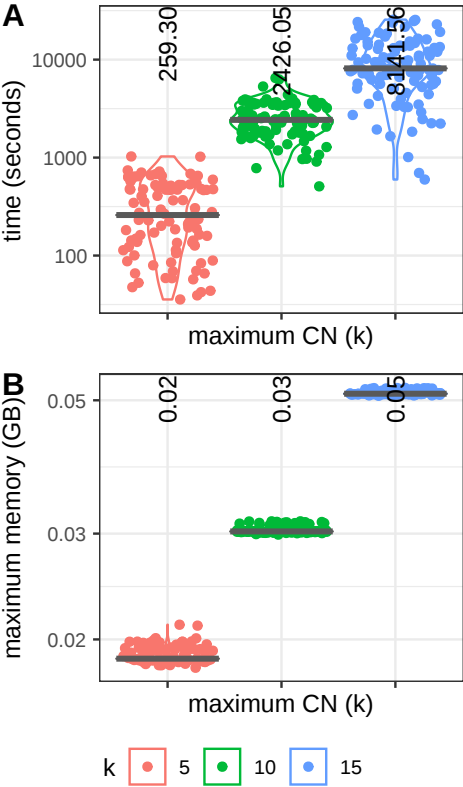 A
259.30
2426.05
8141.56
10000
1000
100
time (seconds)
maximum CN (k)
B
0.02
0.03
0.05
0.05
0.03
0.02
maximum memory (GB)
maximum CN (k)
k 5 10 15